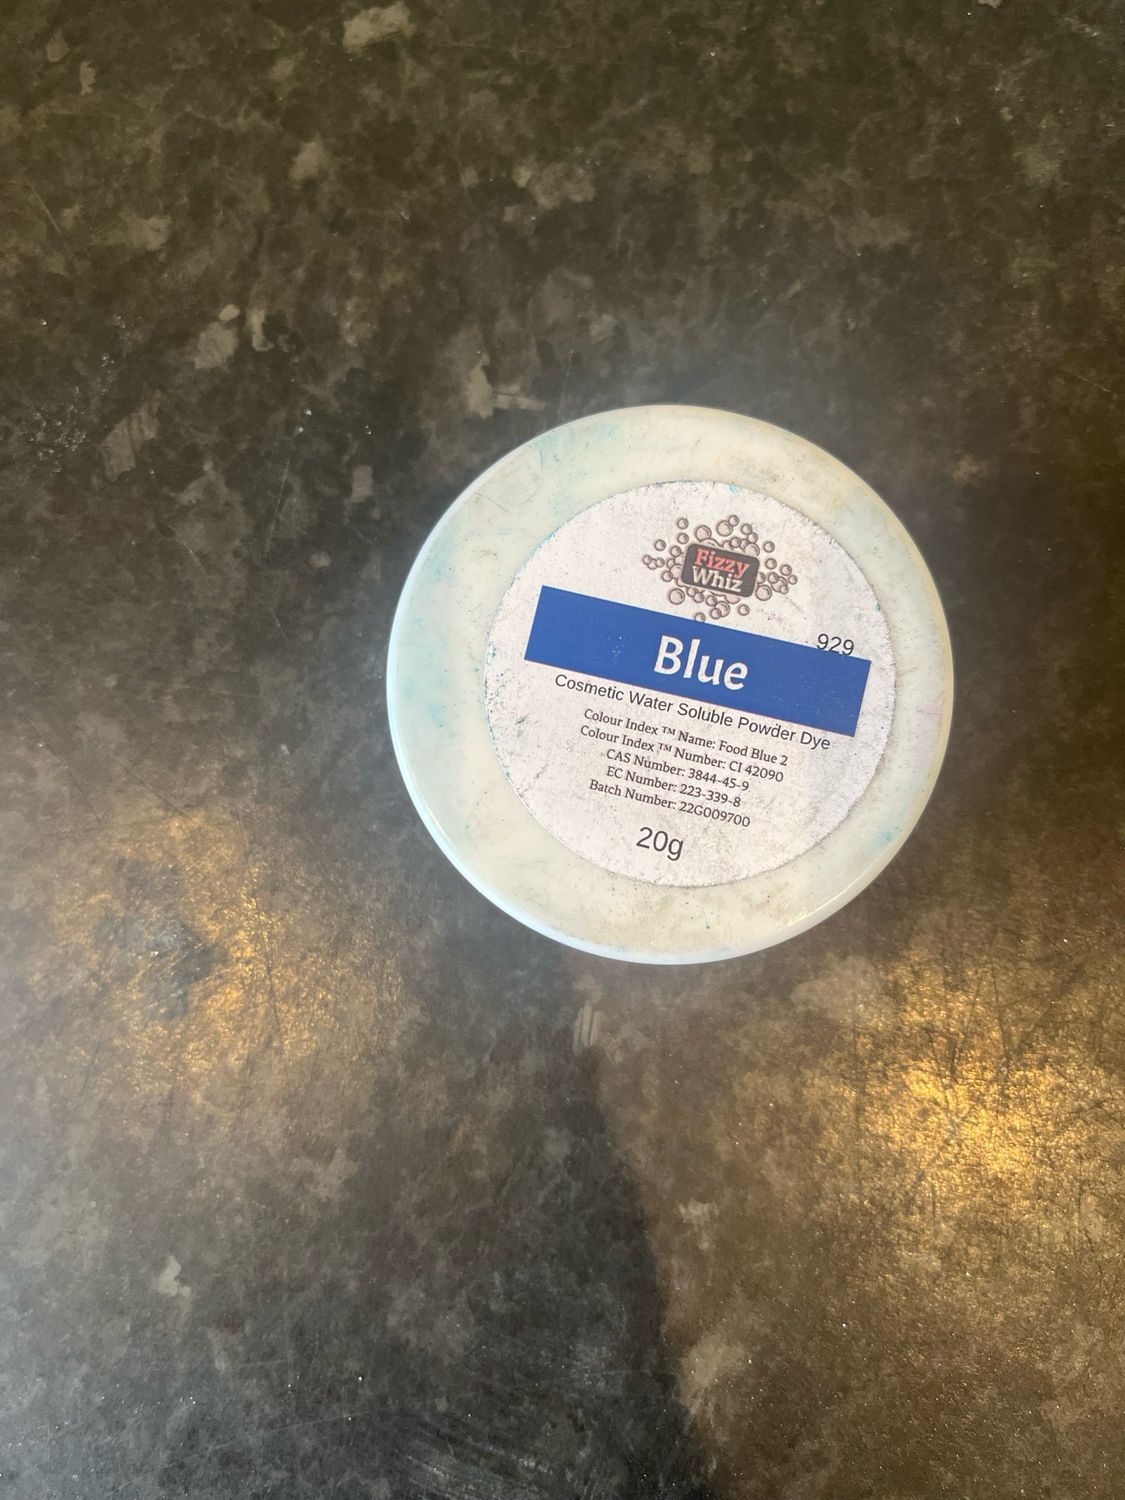 Fizzy
Whiz
929
Blue
Cosmetic Water Soluble Powder Dye
Colour Index ™ Name: Food Blue 2
Colour Index ™ Number: CI 42090
CAS Number: 3844-45-9
EC Number: 223-339-8
Batch Number: 22G009700
20g